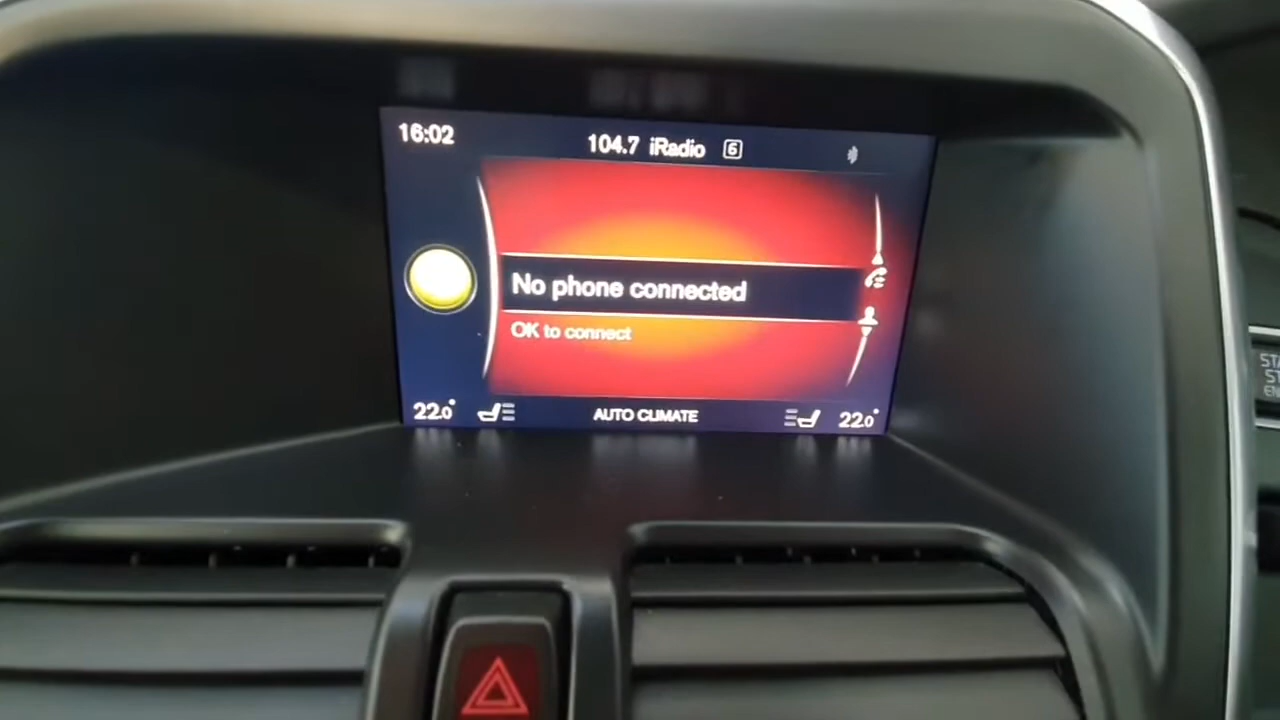 16:02
104.7 iRadio 6
No phone connected
OK to connect
22.0° AUTO CLIMATE 22.0°